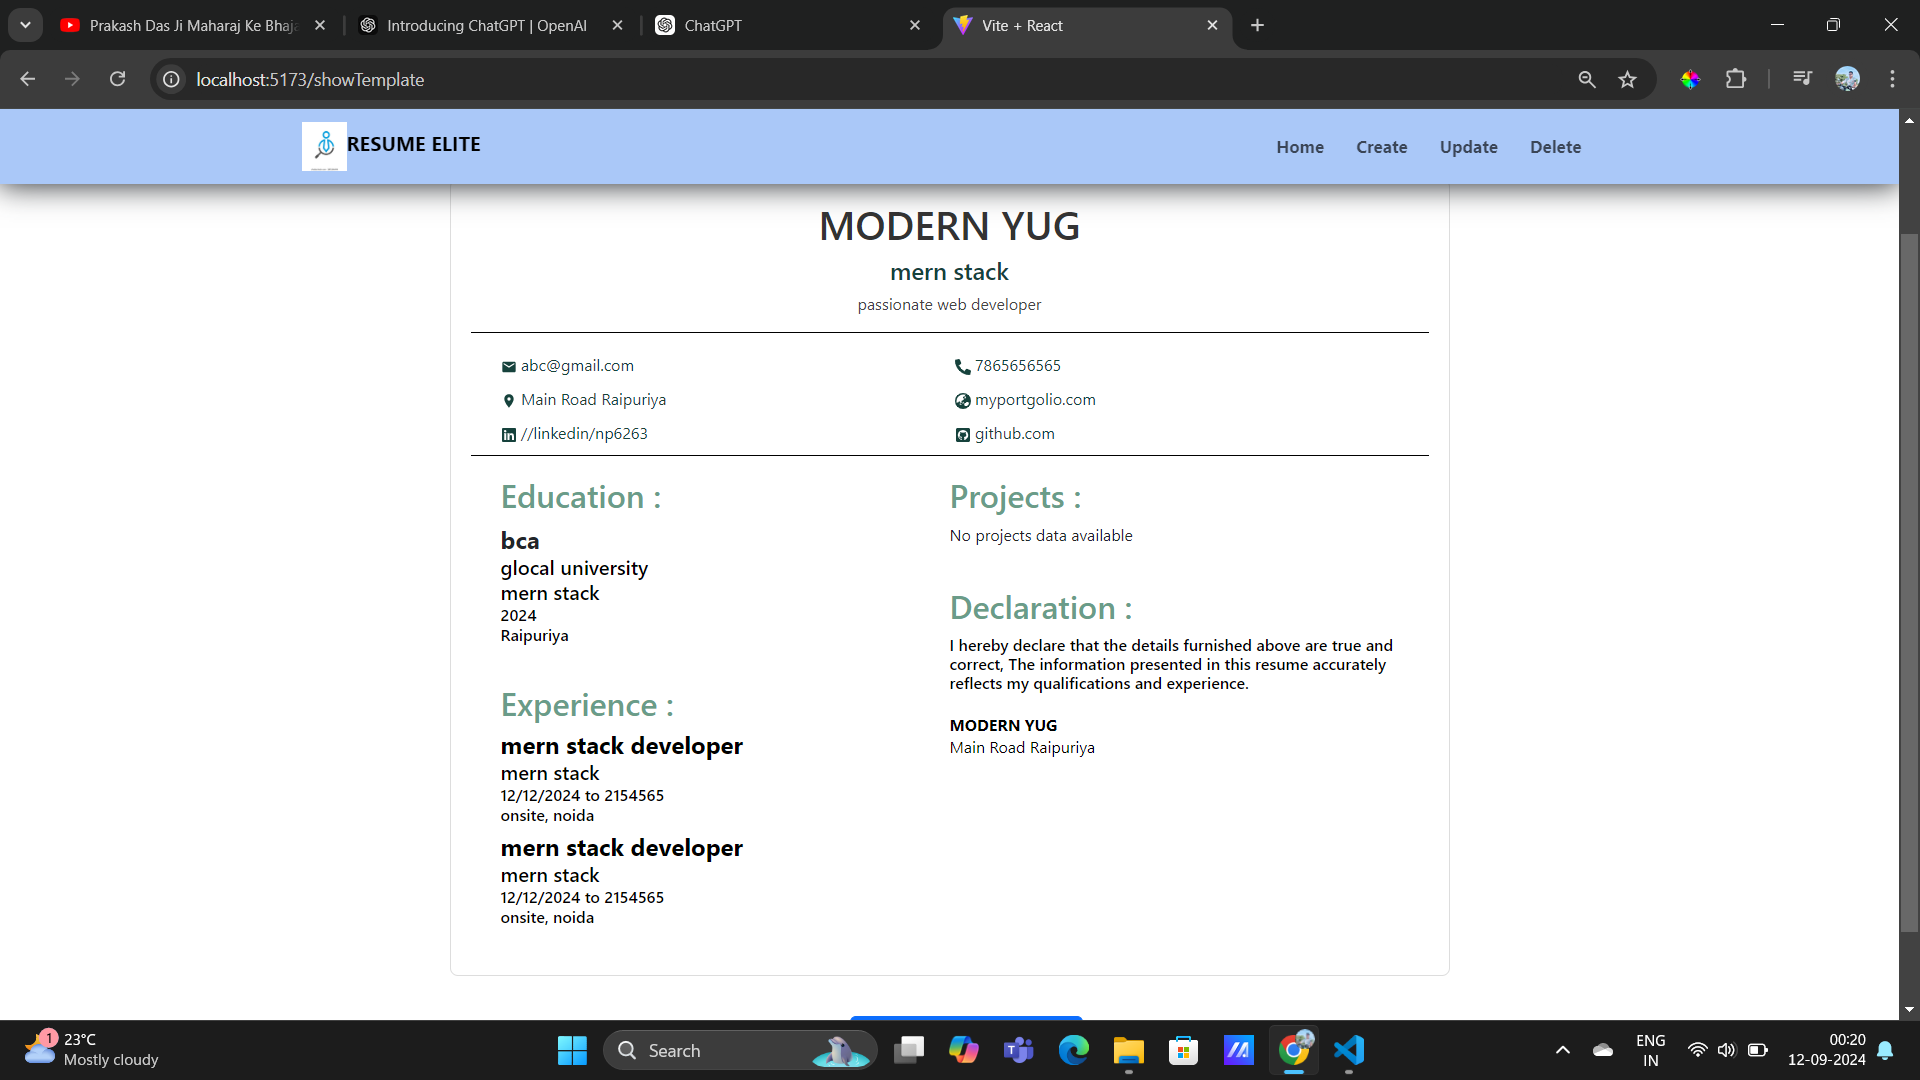 Prakash Das Ji Maharaj Ke Bhaja
Introducing ChatGPT | OpenAI
ChatGPT
Vite + React
localhost:5173/showTemplate
RESUME ELITE
Home Create Update Delete
MODERN YUG
mern stack
passionate web developer
abc@gmail.com
7865656565
Main Road Raipuriya
myportgolio.com
//linkedin/np6263
github.com
Education :
bca
glocal university
mern stack
2024
Raipuriya
Experience :
mern stack developer
mern stack
12/12/2024 to 2154565
onsite, noida
mern stack developer
mern stack
12/12/2024 to 2154565
onsite, noida
Projects :
No projects data available
Declaration :
I hereby declare that the details furnished above are true and
correct, The information presented in this resume accurately
reflects my qualifications and experience.
MODERN YUG
Main Road Raipuriya
1
23°C
Mostly cloudy
Search
ENG
IN
00:20
12-09-2024